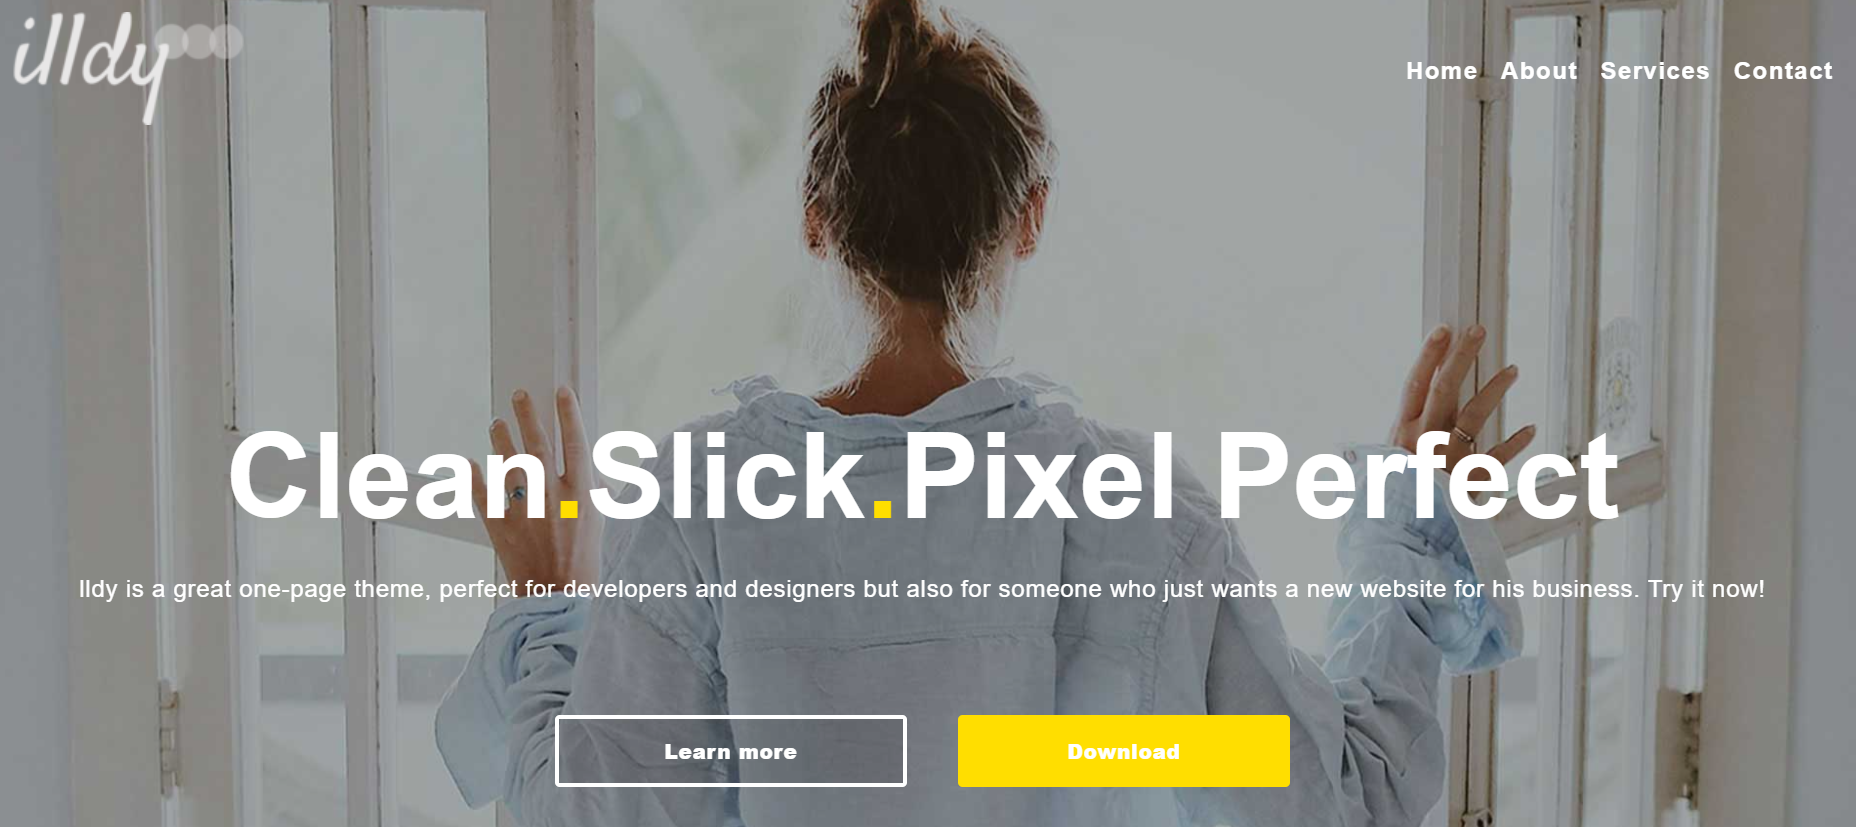 illdy
Home About Services Contact
Clean.Slick.Pixel Perfect
lldy is a great one-page theme, perfect for developers and designers but also for someone who just wants a new website for his business. Try it now!
Learn more
Download